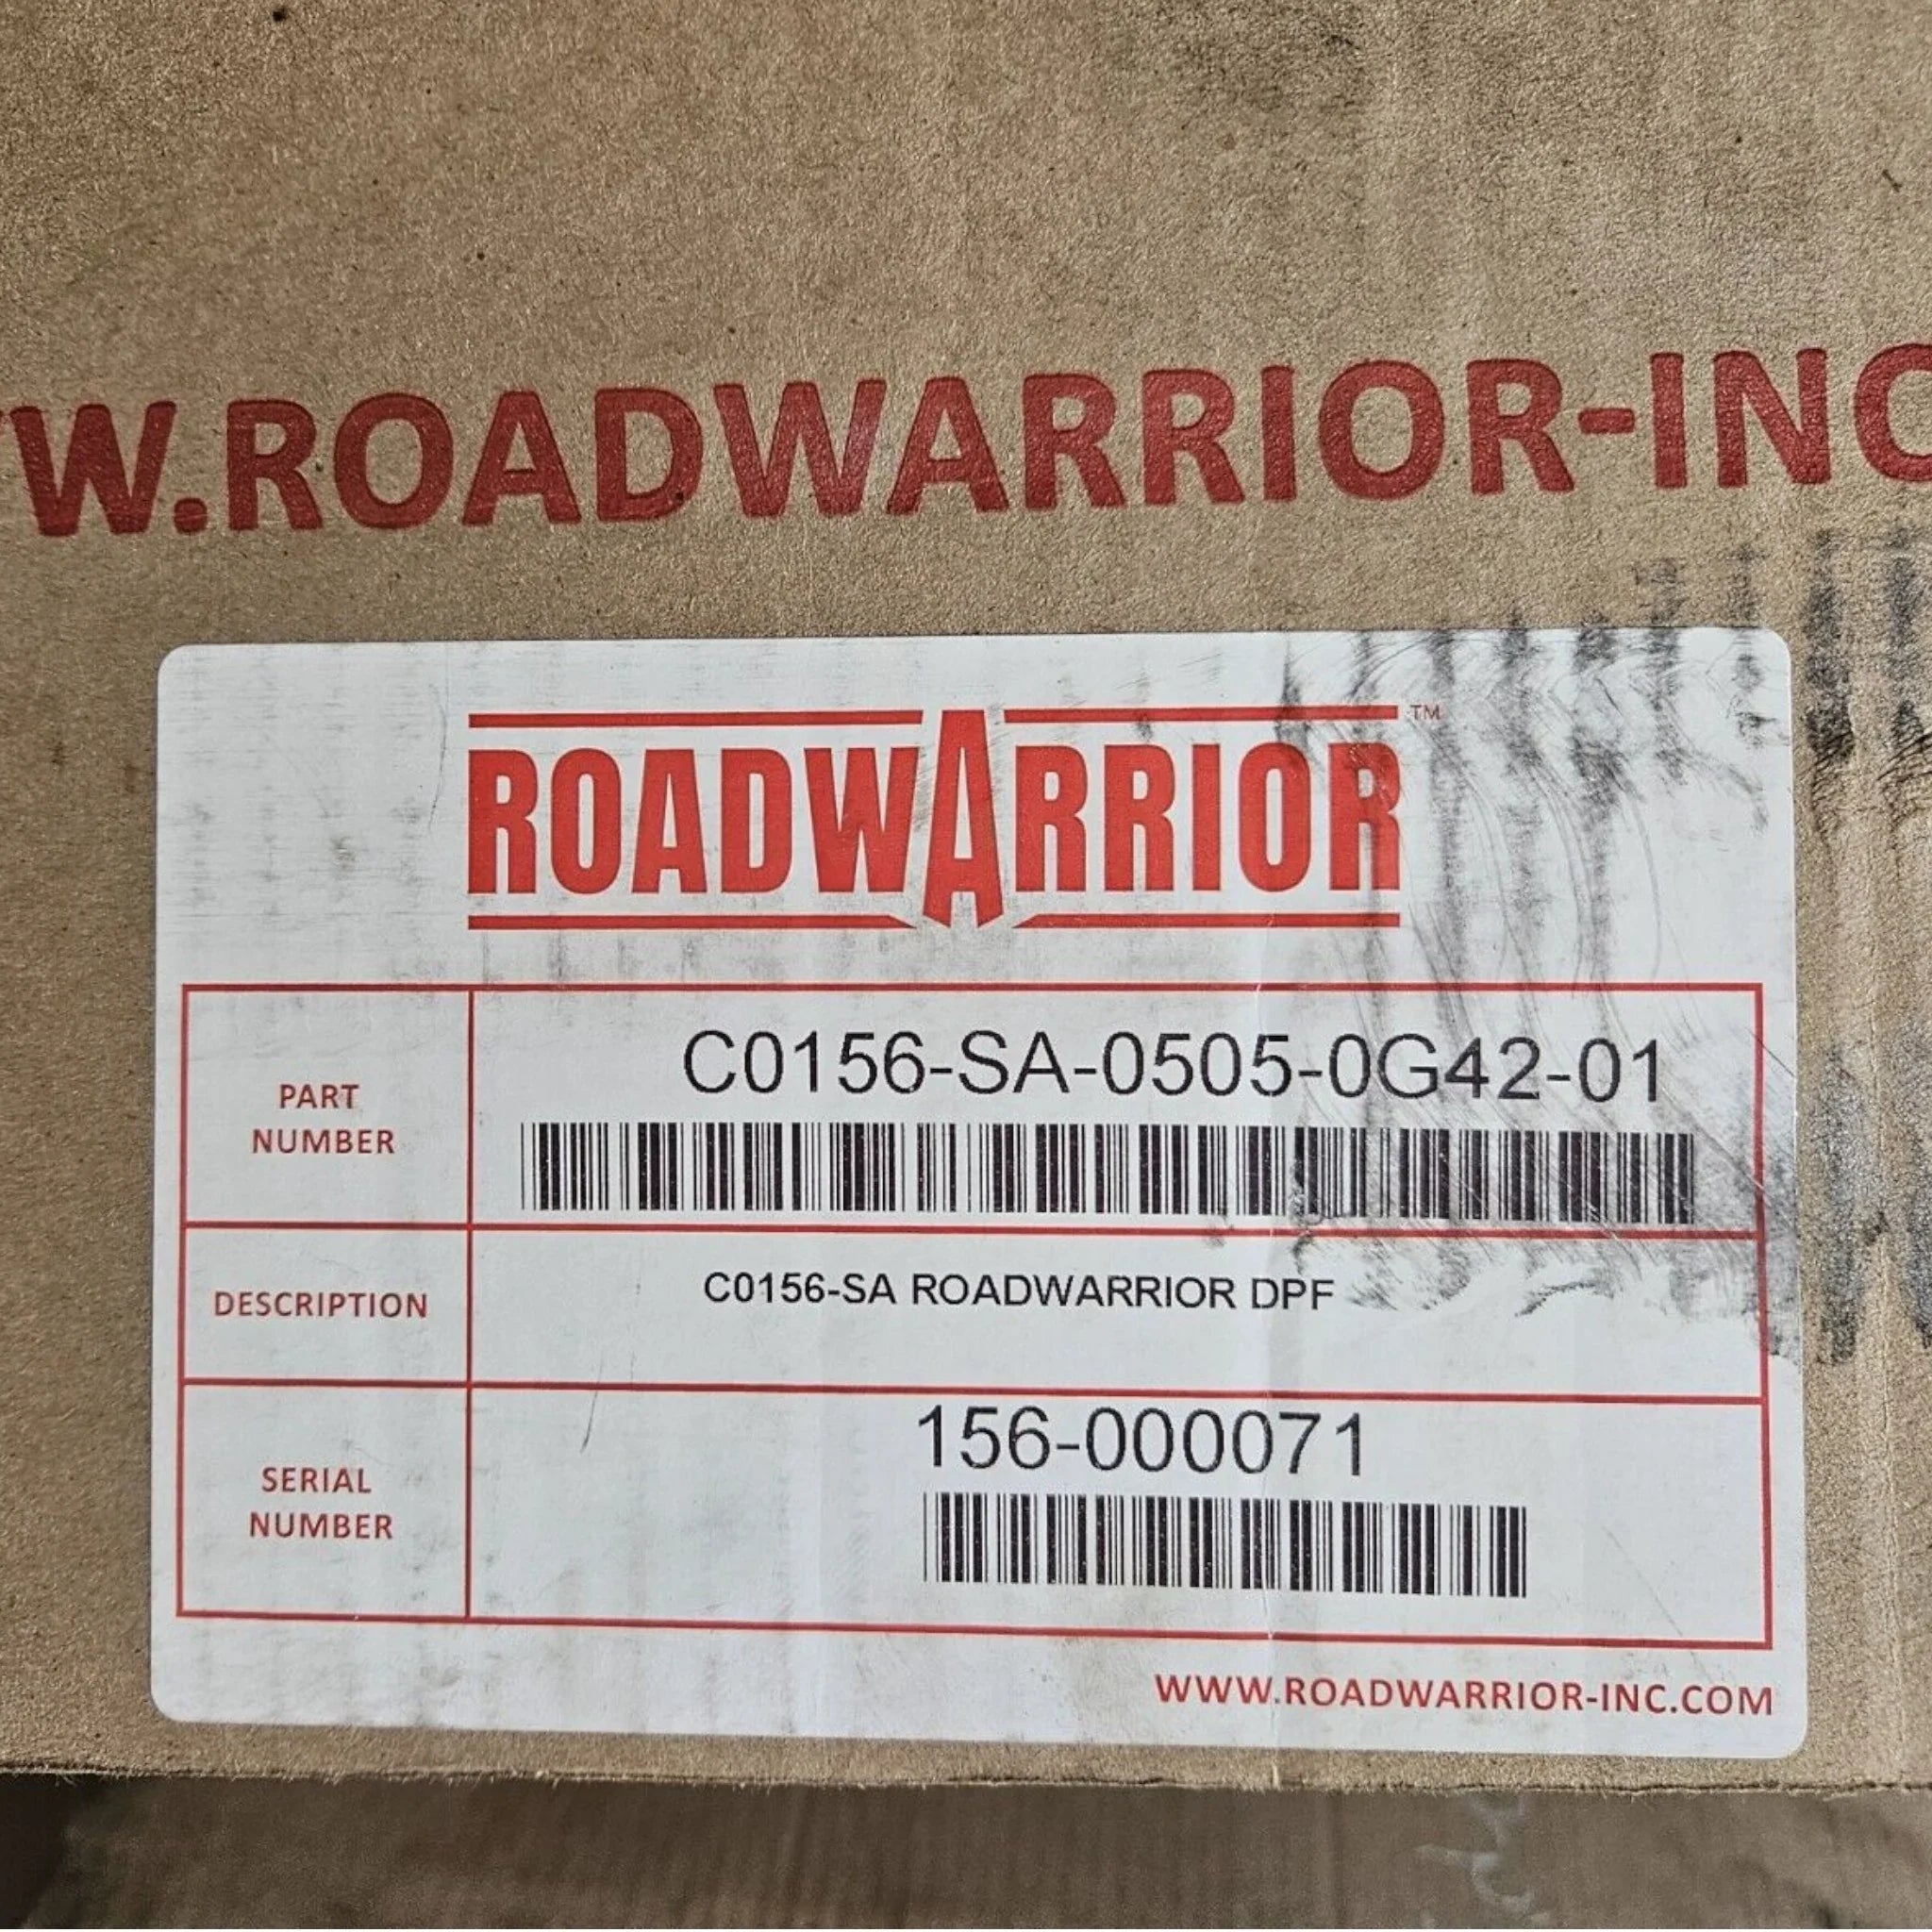 W.ROADWARRIOR-INC
ROADWARRIOR™
PART
NUMBER
C0156-SA-0505-0G42-01
DESCRIPTION
C0156-SA ROADWARRIOR DPF
SERIAL
NUMBER
156-000071
WWW.ROADWARRIOR-INC.COM